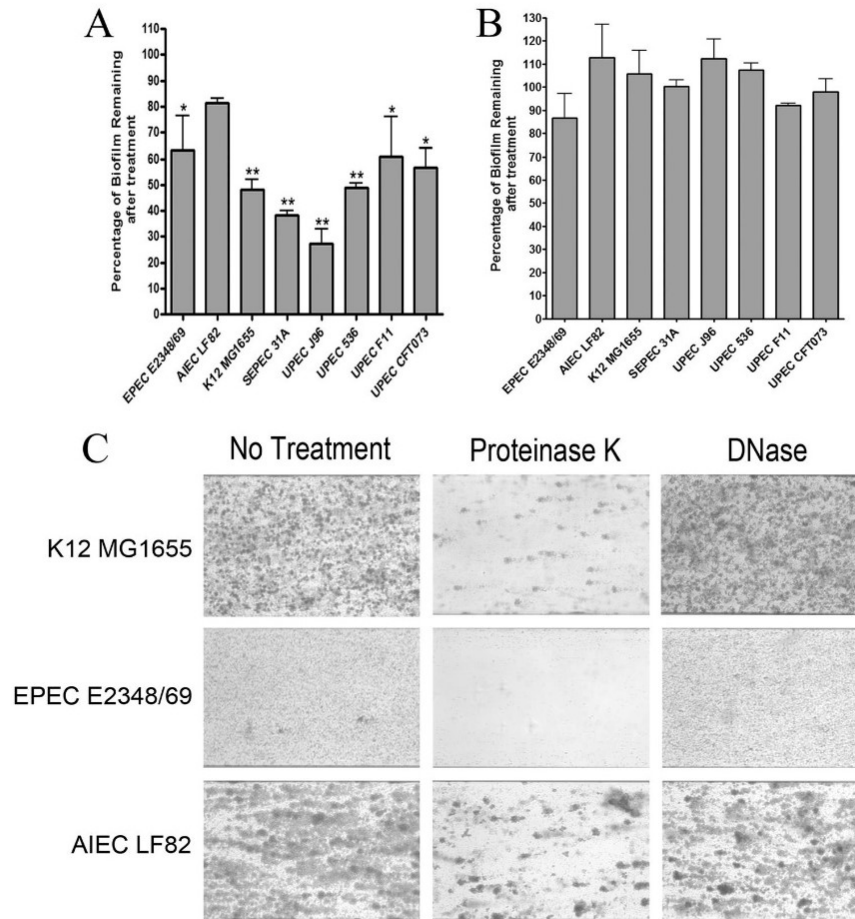 A
Percentage of Biofilm Remaining
after treatment
110
100
90
80
70
60
50
40
30
20
10
0
*
**
**
**
**
*
*
EPEC E2348/69
AIEC LF82
K12 MG1655
SEPEC 31A
UPEC J96
UPEC 536
UPEC F11
UPEC CFT073
B
Percentage of Biofilm Remaining
after treatment
130
120
110
100
90
80
70
60
50
40
30
20
10
0
EPEC E2348/69
AIEC LF82
K12 MG1655
SEPEC 31A
UPEC J96
UPEC 536
UPEC F11
UPEC CFT073
C
No Treatment
Proteinase K
DNase
K12 MG1655
EPEC E2348/69
AIEC LF82